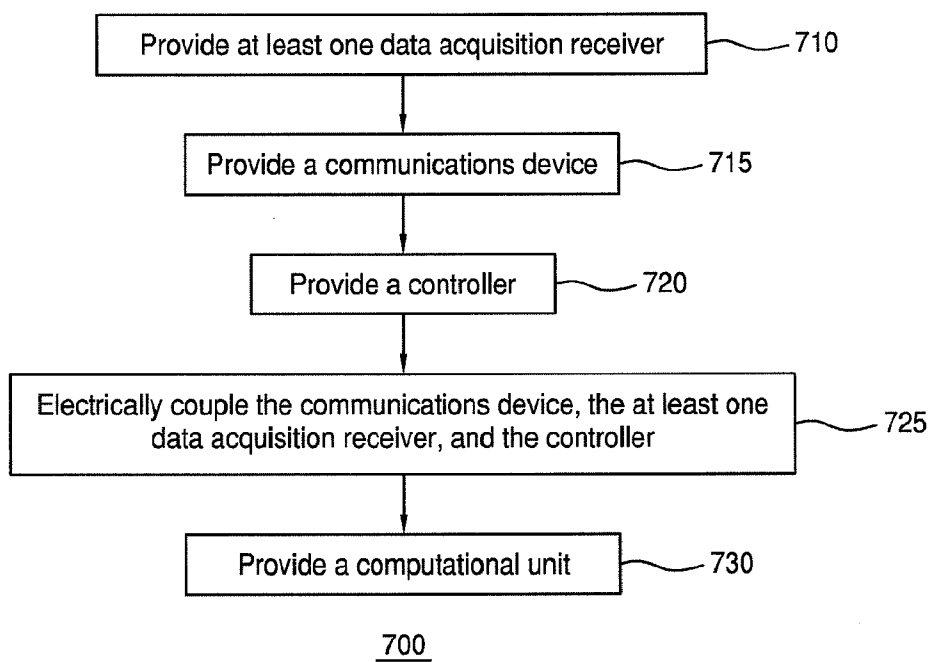 Provide at least one data acquisition receiver
710
Provide a communications device
715
Provide a controller
720
Electrically couple the communications device, the at least one
data acquisition receiver, and the controller
725
Provide a computational unit
730
700